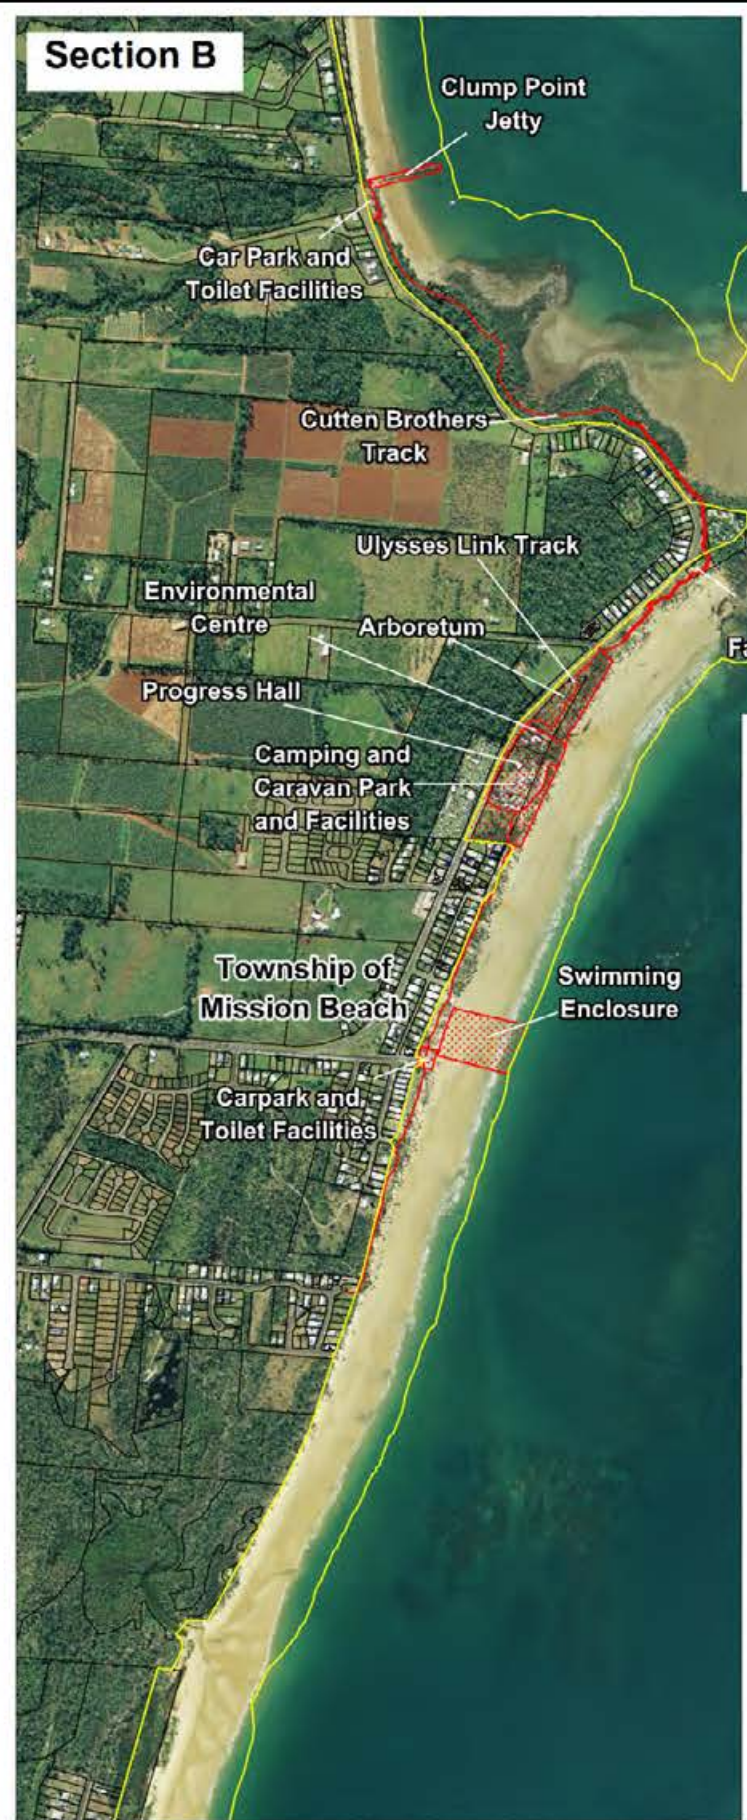 Section B
Clump Point
Jetty
Car Park and
Toilet Facilities
Cutten Brothers
Track
Ulysses Link Track
Environmental
Centre
Arboretum
Progress Hall
Camping and
Caravan Park
and Facilities
Township of
Mission Beach
Swimming
Enclosure
Carpark and
Toilet Facilities